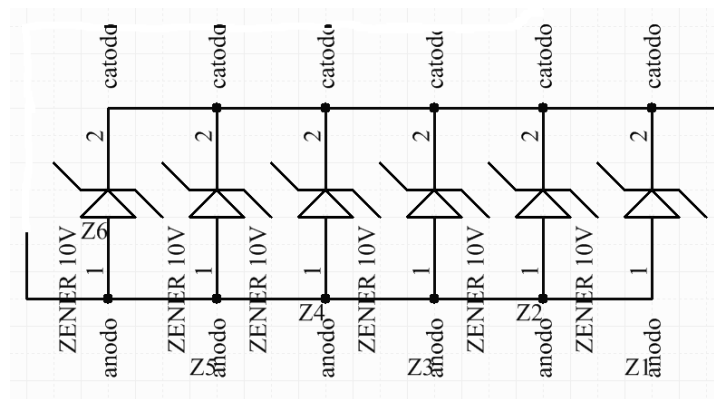 catodo catodo catodo catodo catodo catodo
2 2 2 2 2 2
Z6
ZENER 10V ZENER 10V ZENER 10V ZENER 10V ZENER 10V ZENER 10V
1 1 1 1 1 1
Z4 Z2
anodo anodo anodo anodo anodo anodo
Z5 Z3 Z1